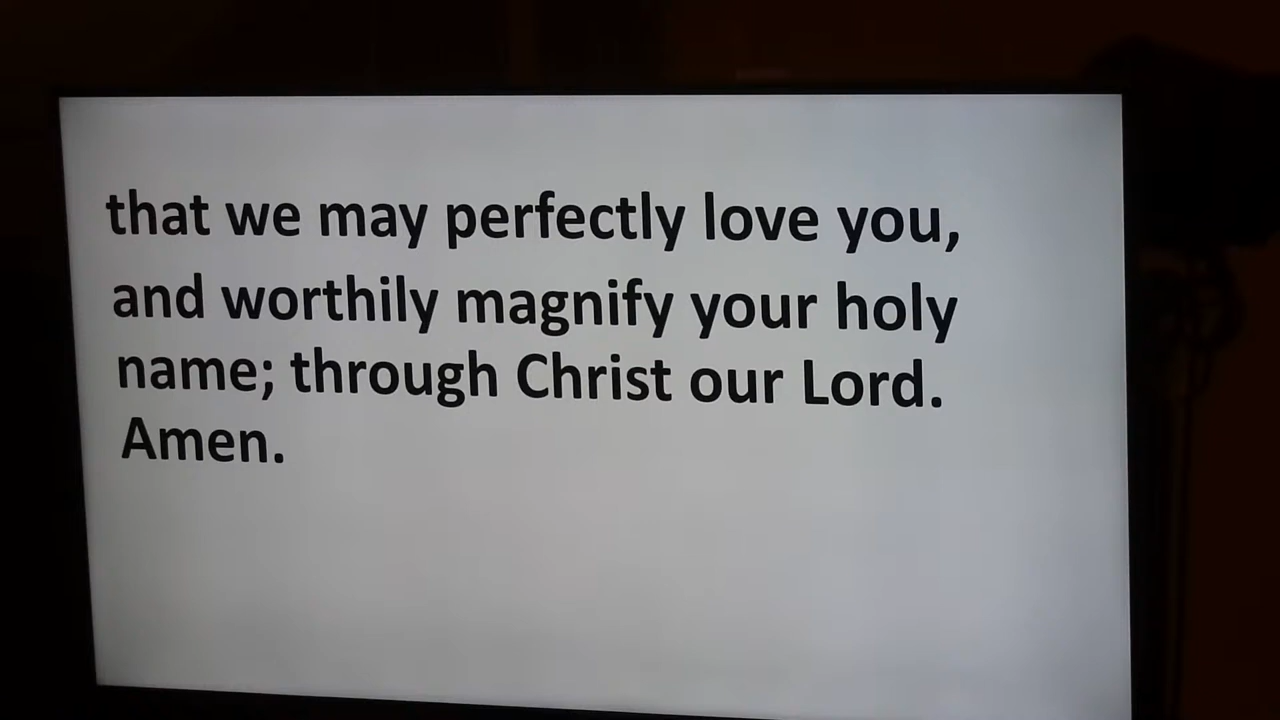 that we may perfectly love you,
and worthily magnify your holy
name; through Christ our Lord.
Amen.